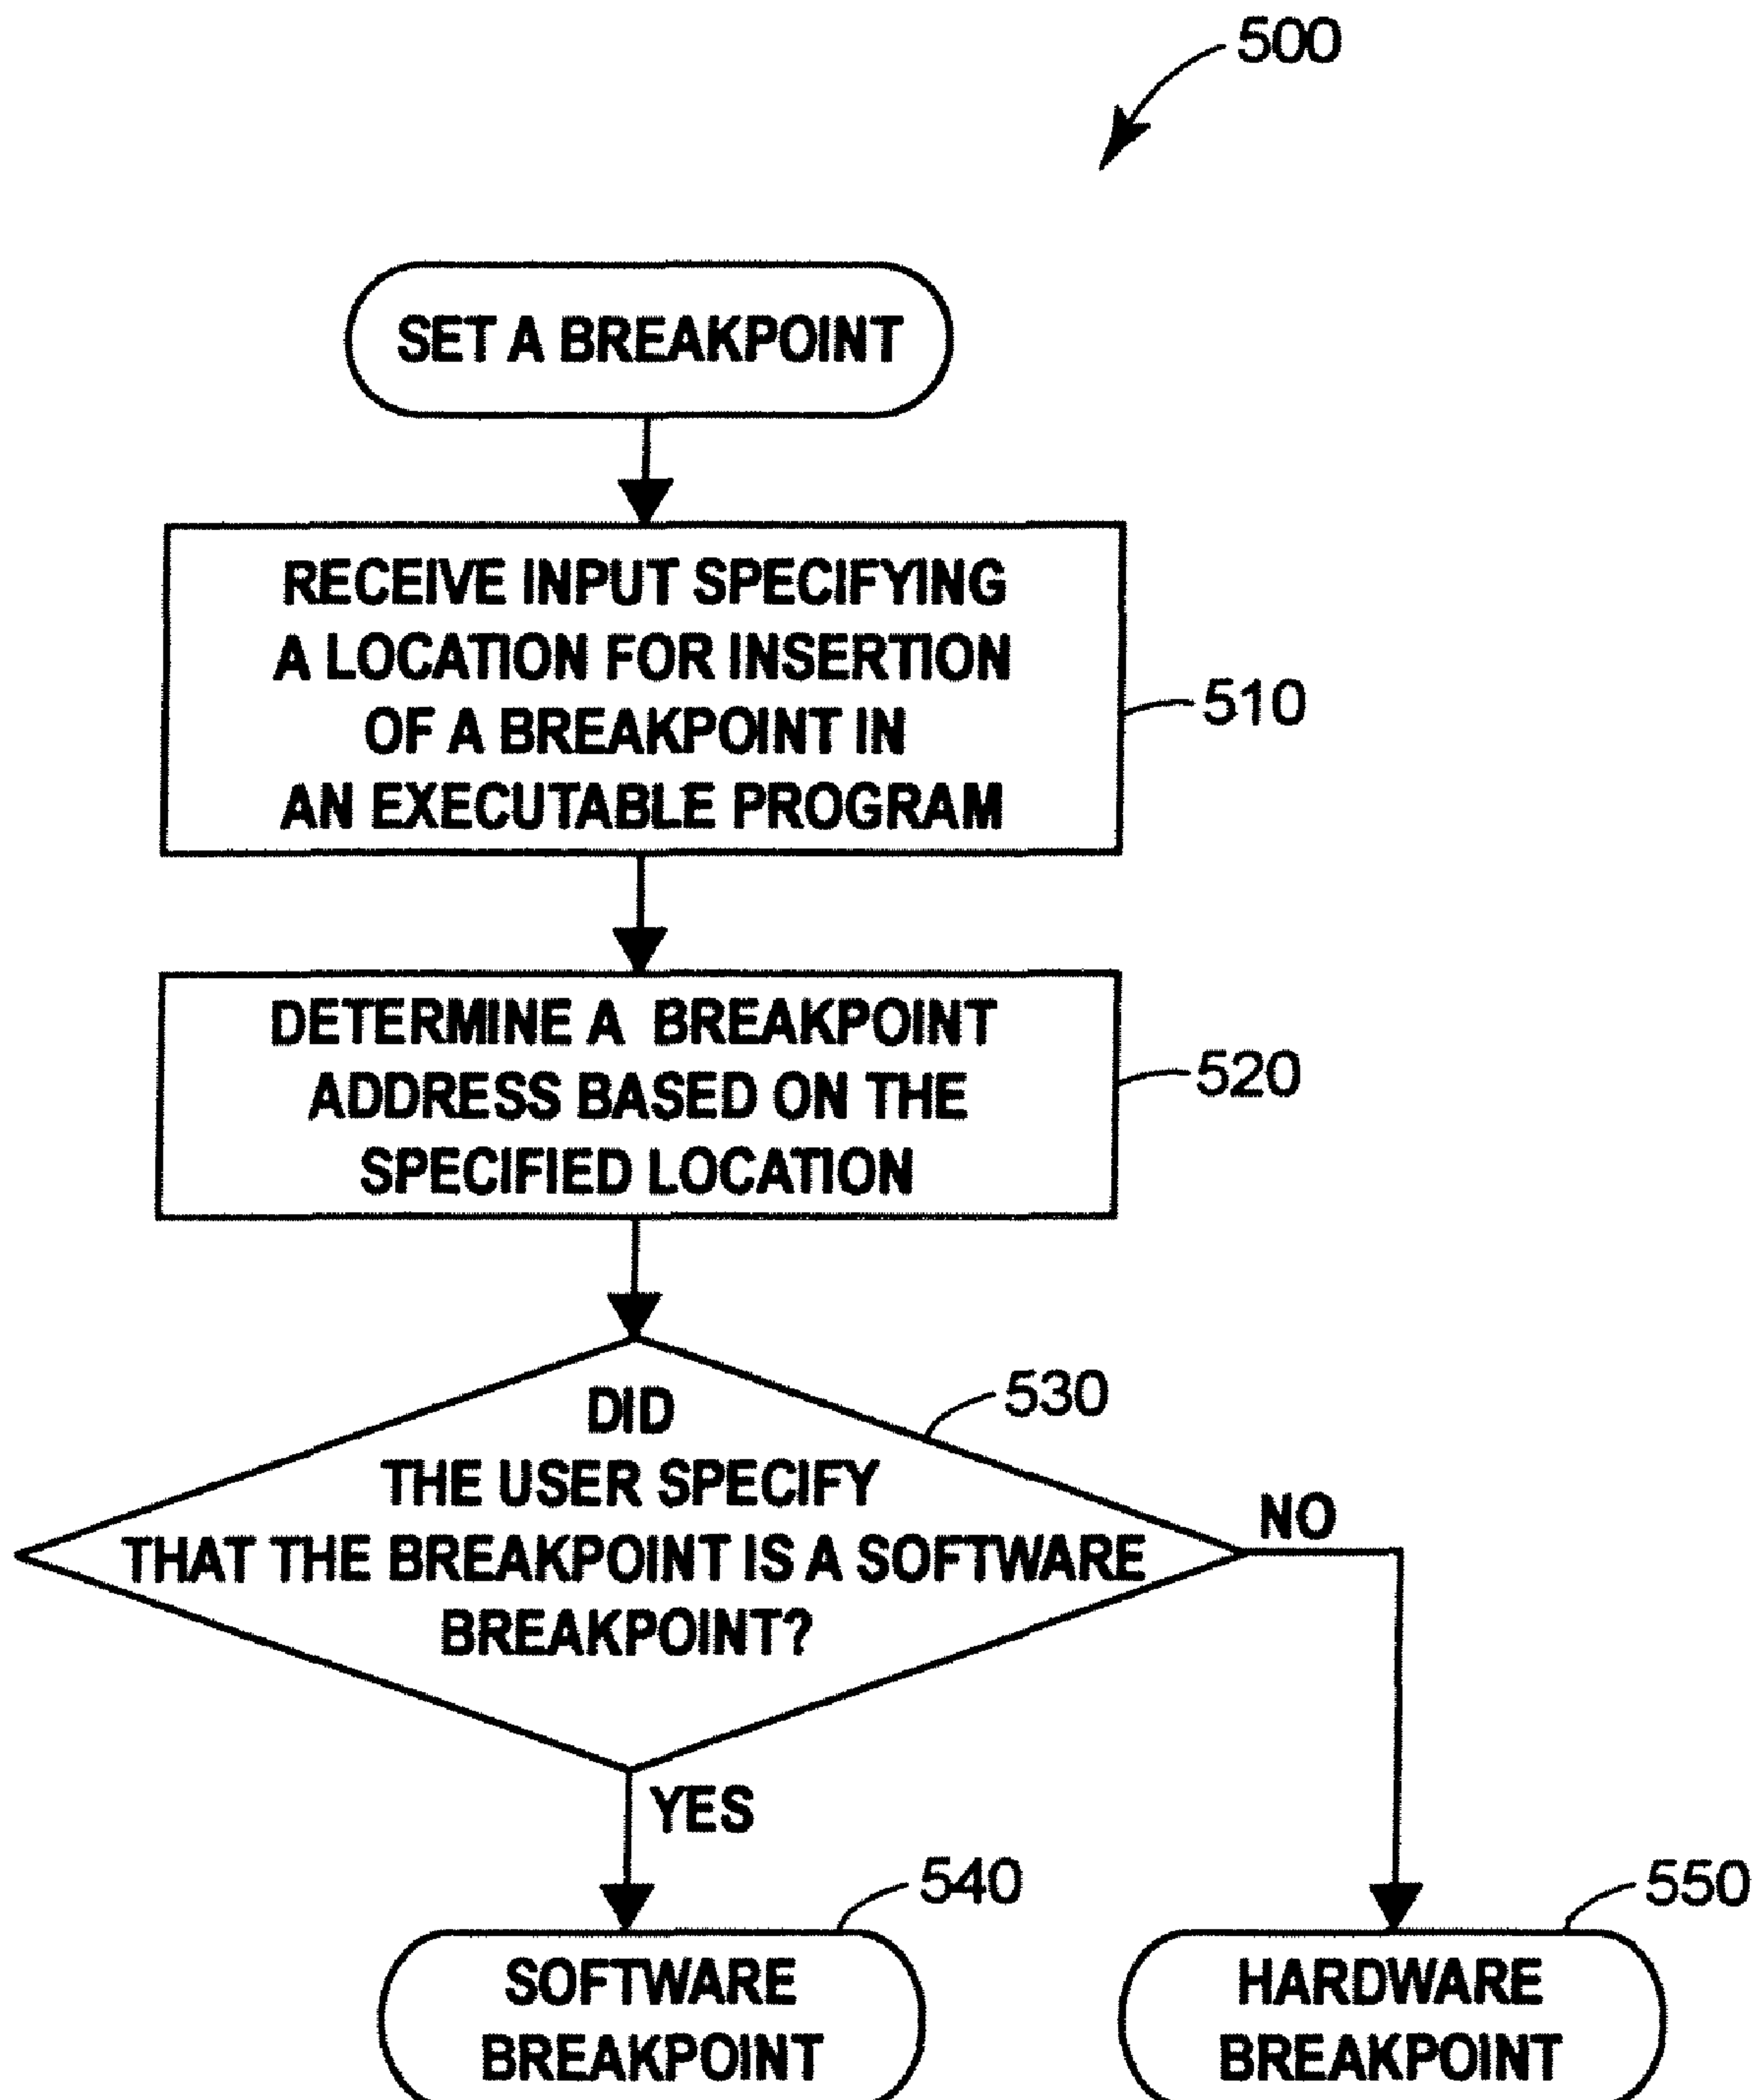 500
SET A BREAKPOINT
RECEIVE INPUT SPECIFYING
A LOCATION FOR INSERTION
OF A BREAKPOINT IN
AN EXECUTABLE PROGRAM
510
DETERMINE A BREAKPOINT
ADDRESS BASED ON THE
SPECIFIED LOCATION
520
530
DID
THE USER SPECIFY
THAT THE BREAKPOINT IS A SOFTWARE
BREAKPOINT?
NO
YES
540
SOFTWARE
BREAKPOINT
550
HARDWARE
BREAKPOINT